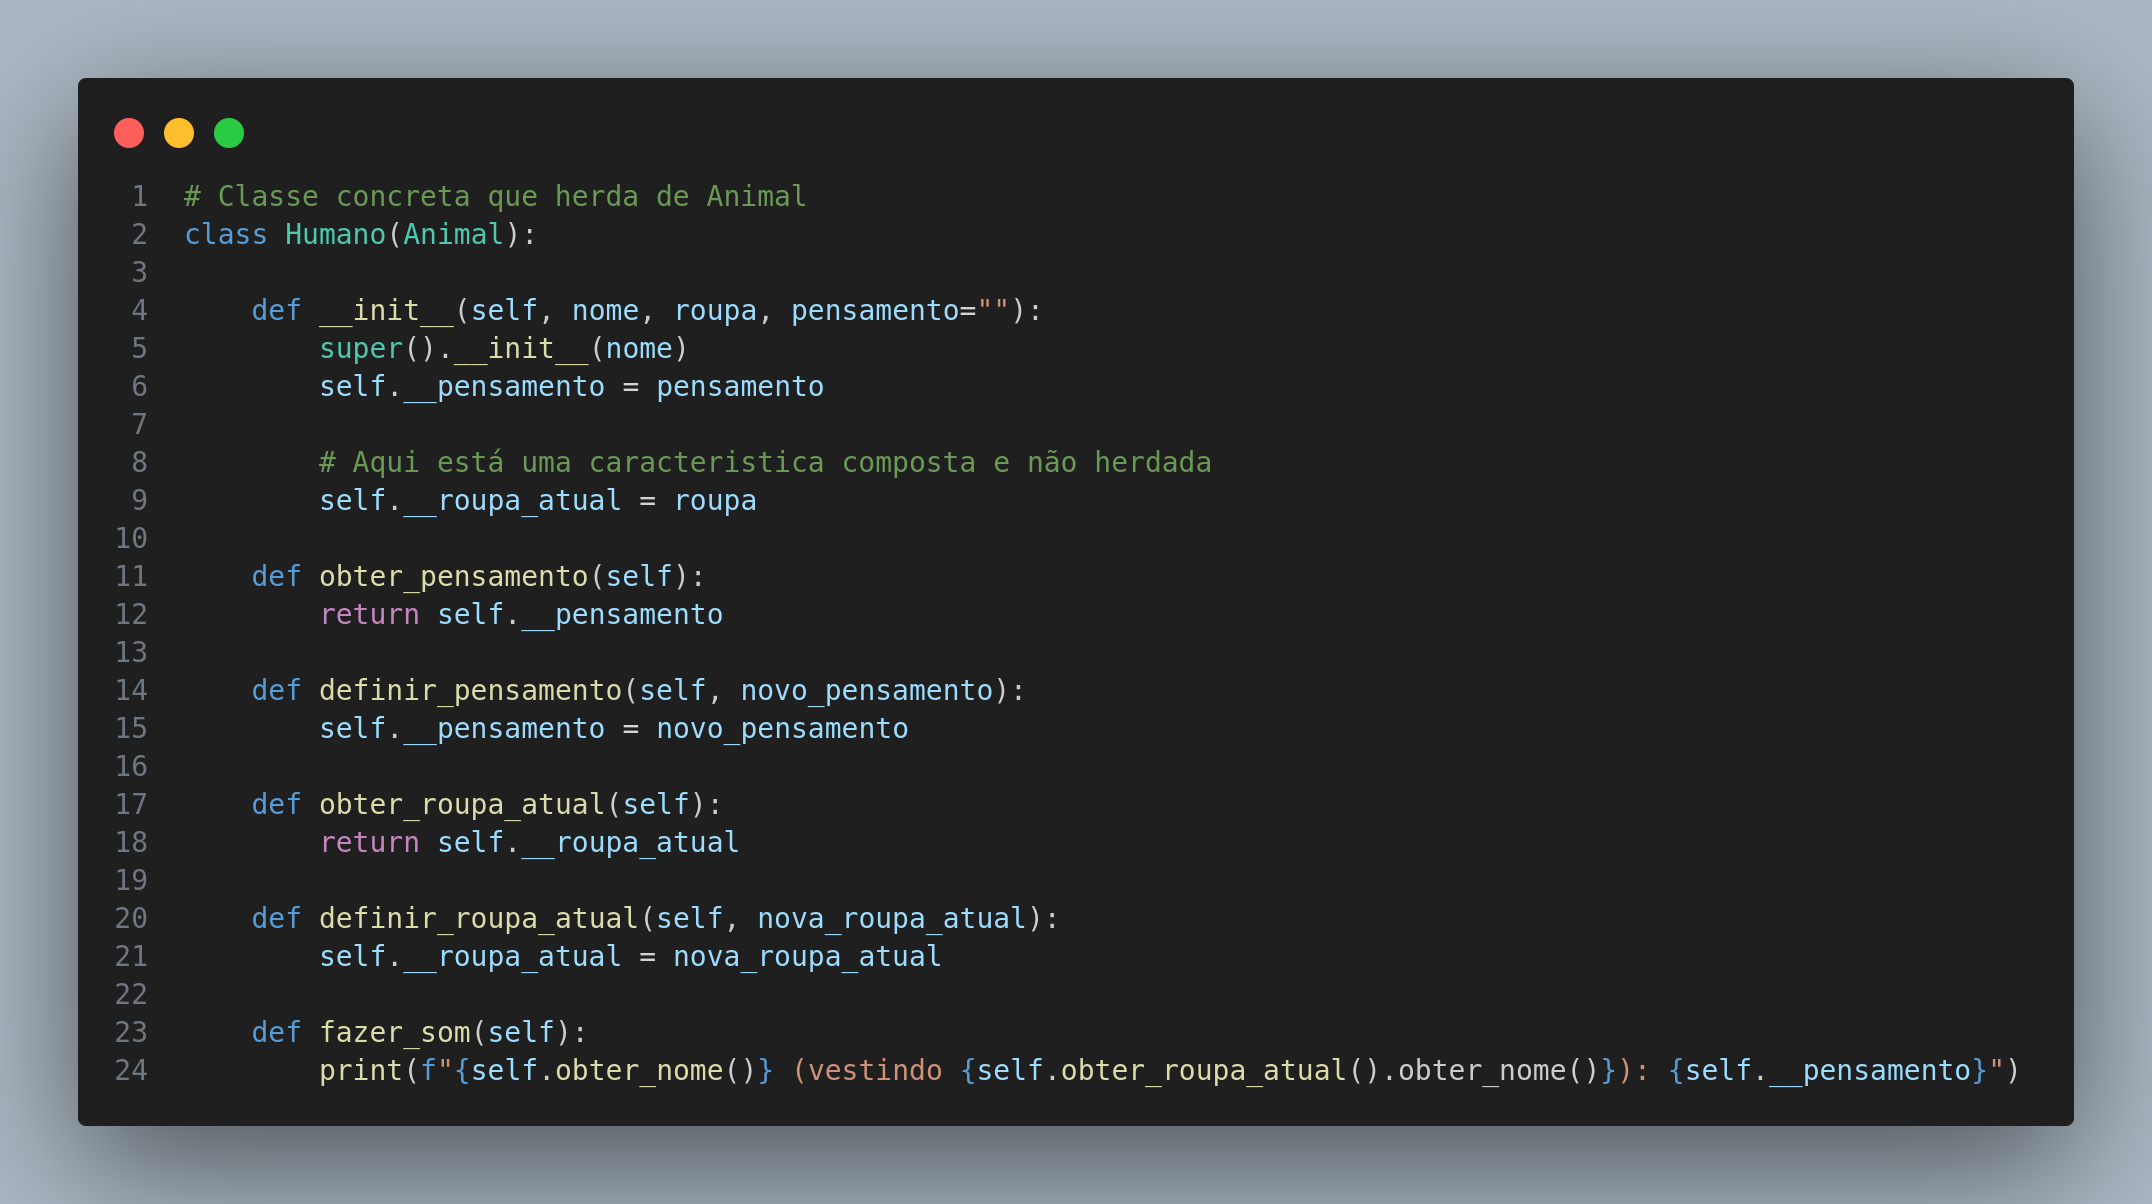 1 # Classe concreta que herda de Animal
2 class Humano(Animal):
3
4     def __init__(self, nome, roupa, pensamento=""):
5         super().__init__(nome)
6         self.__pensamento = pensamento
7
8         # Aqui está uma caracteristica composta e não herdada
9         self.__roupa_atual = roupa
10
11     def obter_pensamento(self):
12         return self.__pensamento
13
14     def definir_pensamento(self, novo_pensamento):
15         self.__pensamento = novo_pensamento
16
17     def obter_roupa_atual(self):
18         return self.__roupa_atual
19
20     def definir_roupa_atual(self, nova_roupa_atual):
21         self.__roupa_atual = nova_roupa_atual
22
23     def fazer_som(self):
24         print(f"{self.obter_nome()} (vestindo {self.obter_roupa_atual().obter_nome()}): {self.__pensamento}")